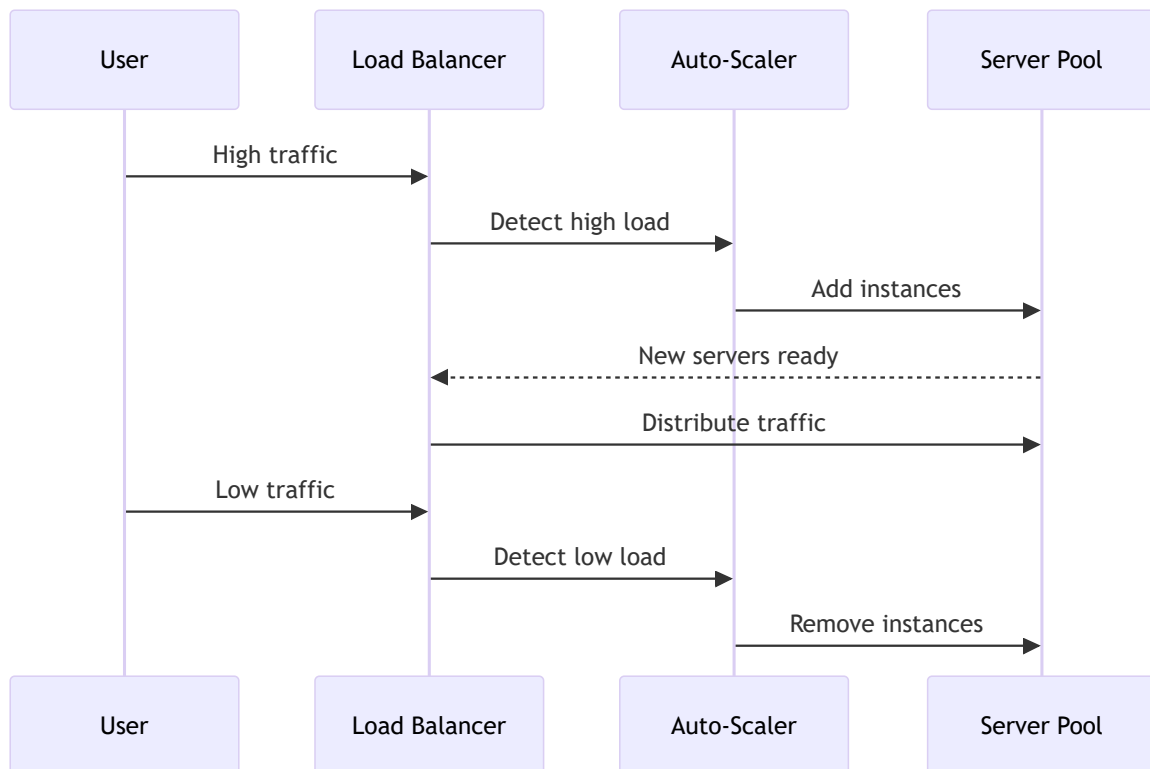 User
Load Balancer
Auto-Scaler
Server Pool
High traffic
Detect high load
Add instances
New servers ready
Distribute traffic
Low traffic
Detect low load
Remove instances
User
Load Balancer
Auto-Scaler
Server Pool